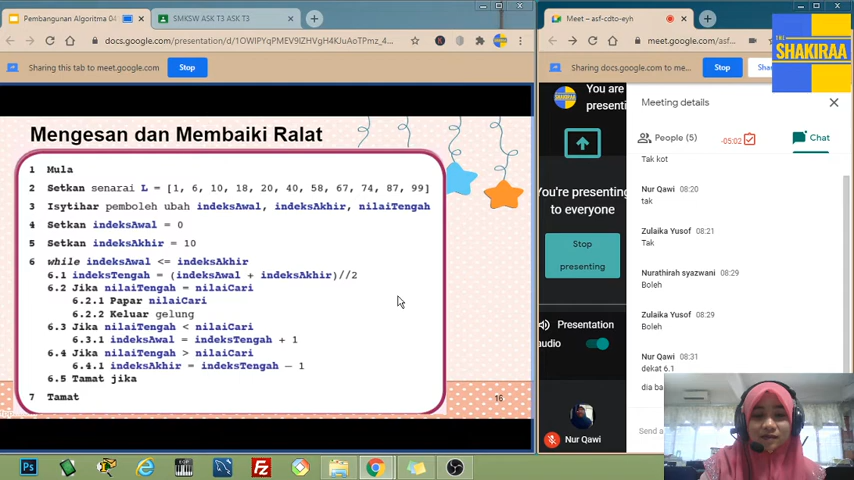 Pembangunan Algoritma 04
SMKSW ASK T3 ASK T3
docs.google.com/presentation/d/1OWIPYqPMEV9IZHVgH4KJuAoTPmz_4...
Sharing this tab to meet.google.com
Stop
Mengesan dan Membaiki Ralat
1 Mula
2 Setkan senarai L = [1, 6, 10, 18, 20, 40, 58, 67, 74, 87, 99]
3 Isytihar pemboleh ubah indeksAwal, indeksAkhir, nilaiTengah
4 Setkan indeksAwal = 0
5 Setkan indeksAkhir = 10
6 while indeksAwal <= indeksAkhir
6.1 indeksTengah = (indeksAwal + indeksAkhir)//2
6.2 Jika nilaiTengah = nilaiCari
6.2.1 Papar nilaiCari
6.2.2 Keluar gelung
6.3 Jika nilaiTengah < nilaiCari
6.3.1 indeksAwal = indeksTengah + 1
6.4 Jika nilaiTengah > nilaiCari
6.4.1 indeksAkhir = indeksTengah – 1
6.5 Tamat jika
7 Tamat
16
Meet – asf-cdto-eyh
meet.google.com/asf
Sharing docs.google.com to me...
Stop
THE
SHAKIRAA
You are
presenti
You're presenting
to everyone
Stop
presenting
Presentation
audio
Nur Qawi
Meeting details
People (5)
-05:02
Chat
Tak kot
Nur Qawi 08:20
tak
Zulaika Yusof 08:21
Tak
Nurathirah syazwani 08:29
Boleh
Zulaika Yusof 08:29
Boleh
Nur Qawi 08:31
dekat 6.1
dia ba
Send a
Ps